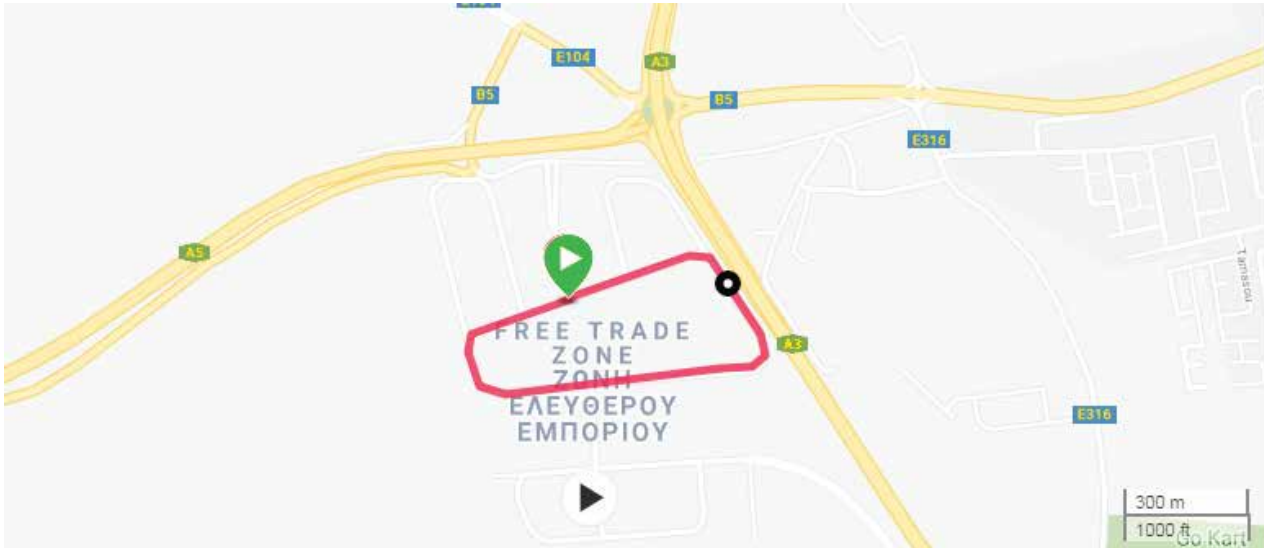 E104
A3
B5
B5
E316
A5
Tamasou
FREE TRADE
ZONE
ΖΩΝΗ
ΕΛΕΥΘΕΡΟΥ
ΕΜΠΟΡΙΟΥ
A3
E316
300 m
1000 ft
Go Kart